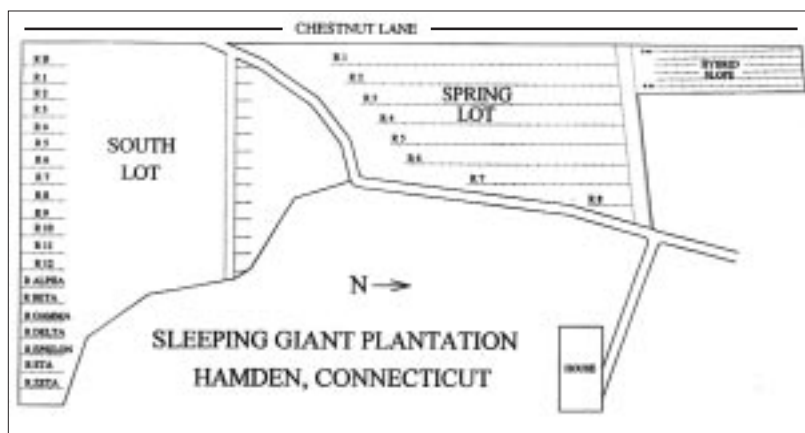 CHESTNUT LANE
R 1
R 2
R 3
R 4
R 5
R 6
R 7
R 8
R 9
R 10
R 11
R 12
R ALPHA
R BETA
R GAMMA
R DELTA
R EPSILON
R ETA
R ZETA
SOUTH
LOT
R 1
R 2
R 3
R 4
R 5
R 6
R 7
R 8
SPRING
LOT
HYBRID
SLOPE
N
SLEEPING GIANT PLANTATION
HAMDEN, CONNECTICUT
HOUSE